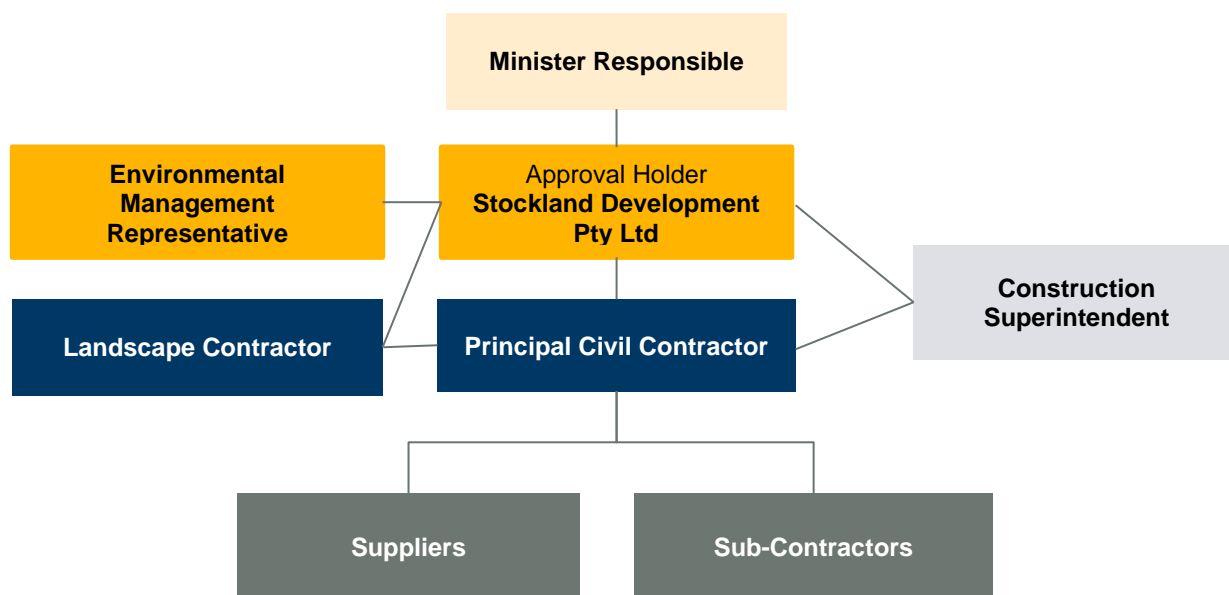 Minister Responsible
Environmental
Management
Representative
Approval Holder
Stockland Development
Pty Ltd
Construction
Superintendent
Landscape Contractor
Principal Civil Contractor
Suppliers
Sub-Contractors